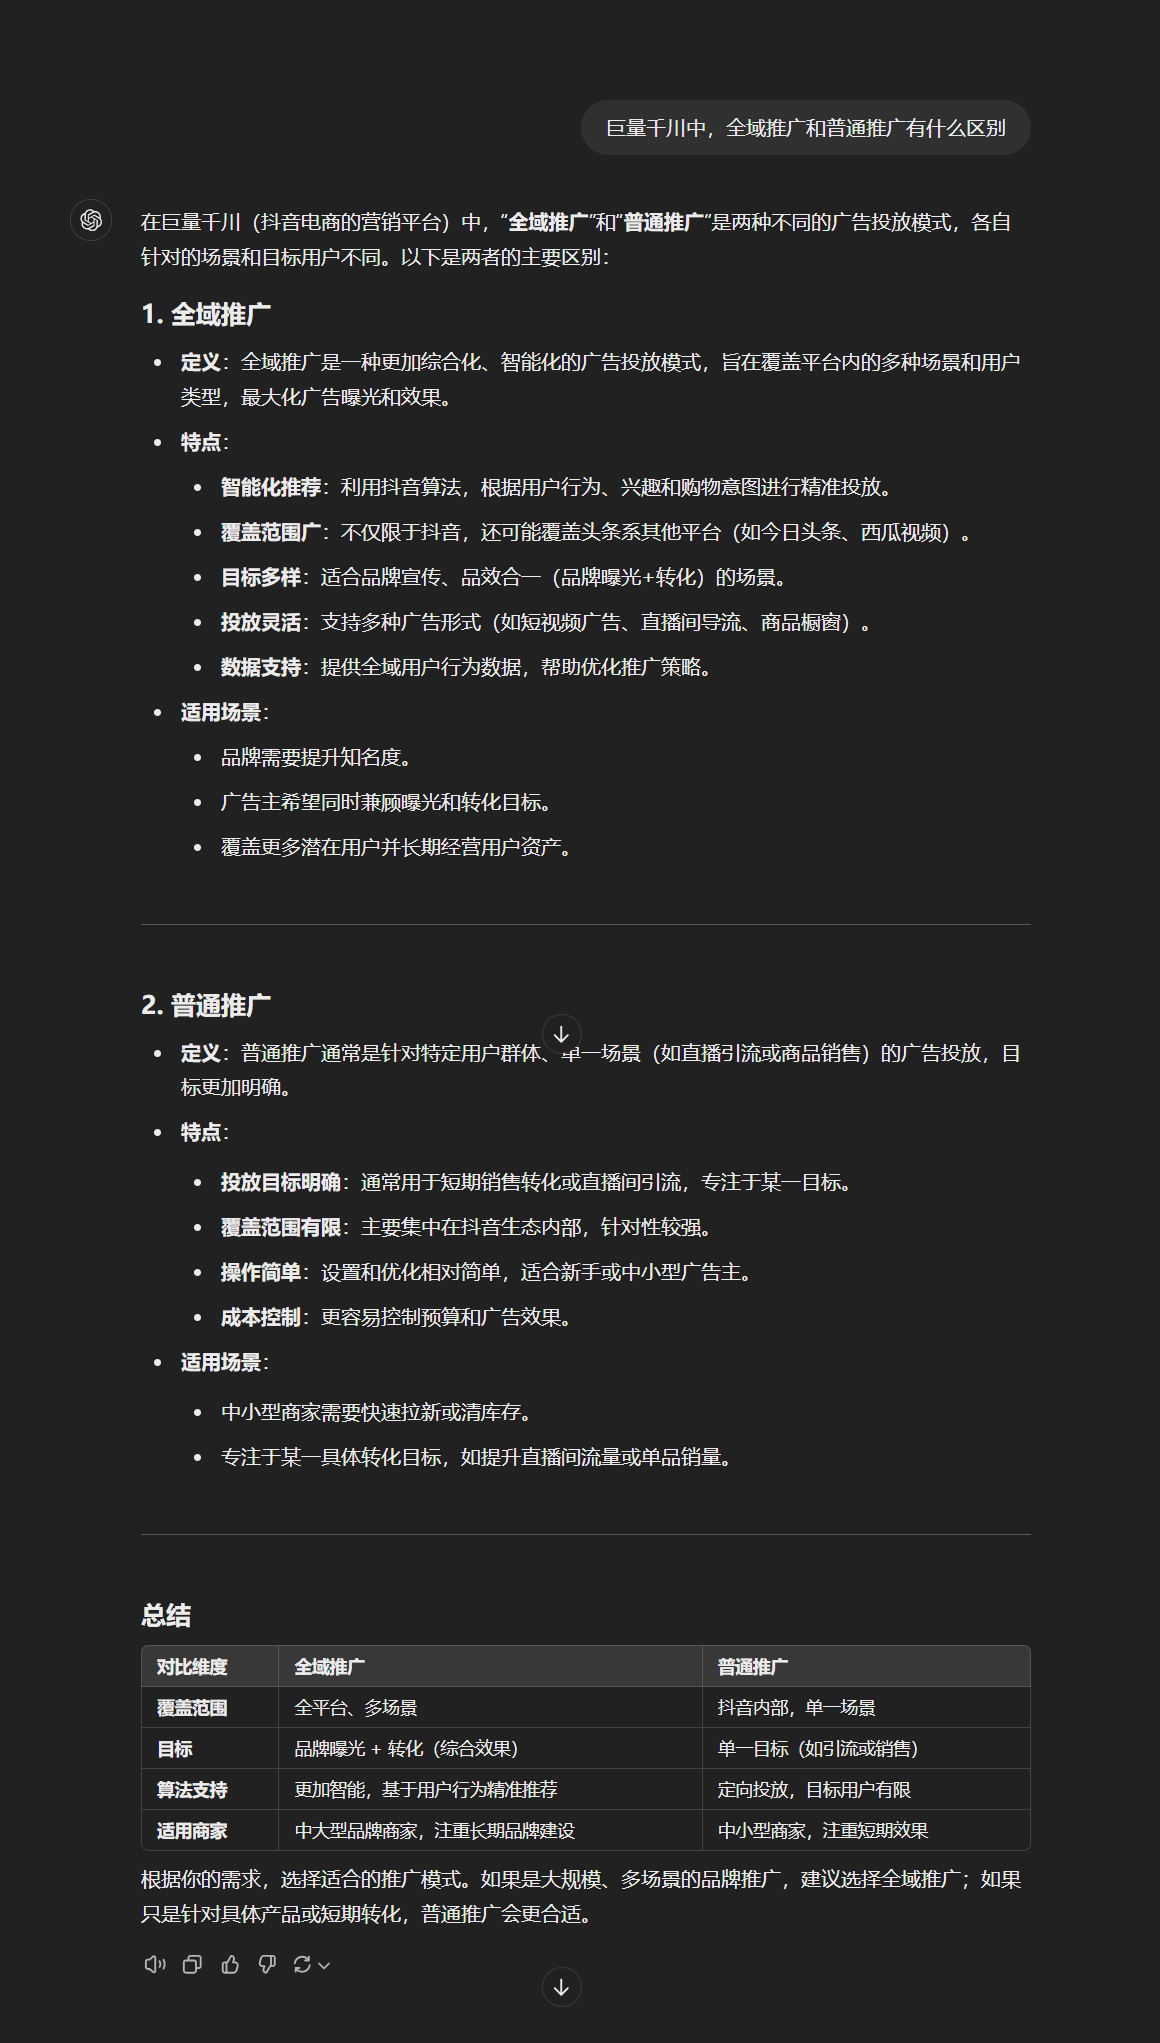 巨量千川中，全域推广和普通推广有什么区别
在巨量千川（抖音电商的营销平台）中，“全域推广”和“普通推广”是两种不同的广告投放模式，各自
针对的场景和目标用户不同。以下是两者的主要区别：
1. 全域推广
• 定义：全域推广是一种更加综合化、智能化的广告投放模式，旨在覆盖平台内的多种场景和用户
类型，最大化广告曝光和效果。
• 特点：
• 智能化推荐：利用抖音算法，根据用户行为、兴趣和购物意图进行精准投放。
• 覆盖范围广：不仅限于抖音，还可能覆盖头条系其他平台（如今日头条、西瓜视频）。
• 目标多样：适合品牌宣传、品效合一（品牌曝光+转化）的场景。
• 投放灵活：支持多种广告形式（如短视频广告、直播间导流、商品橱窗）。
• 数据支持：提供全域用户行为数据，帮助优化推广策略。
• 适用场景：
• 品牌需要提升知名度。
• 广告主希望同时兼顾曝光和转化目标。
• 覆盖更多潜在用户并长期经营用户资产。
2. 普通推广
• 定义：普通推广通常是针对特定用户群体、单一场景（如直播引流或商品销售）的广告投放，目
标更加明确。
• 特点：
• 投放目标明确：通常用于短期销售转化或直播间引流，专注于某一目标。
• 覆盖范围有限：主要集中在抖音生态内部，针对性较强。
• 操作简单：设置和优化相对简单，适合新手或中小型广告主。
• 成本控制：更容易控制预算和广告效果。
• 适用场景：
• 中小型商家需要快速拉新或清库存。
• 专注于某一具体转化目标，如提升直播间流量或单品销量。
总结
对比维度 全域推广 普通推广
覆盖范围 全平台、多场景 抖音内部，单一场景
目标 品牌曝光 + 转化（综合效果） 单一目标（如引流或销售）
算法支持 更加智能，基于用户行为精准推荐 定向投放，目标用户有限
适用商家 中大型品牌商家，注重长期品牌建设 中小型商家，注重短期效果
根据你的需求，选择适合的推广模式。如果是大规模、多场景的品牌推广，建议选择全域推广；如果
只是针对具体产品或短期转化，普通推广会更合适。